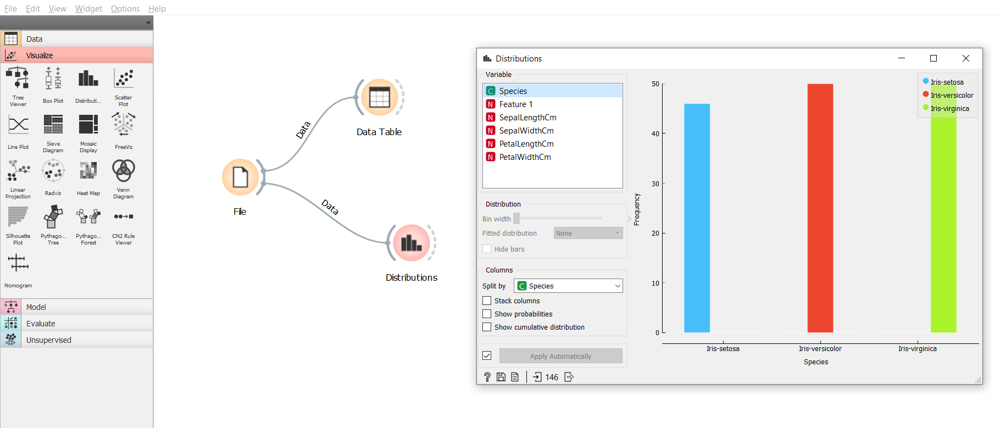 File Edit View Widget Options Help
«
Data
Visualize
Tree Viewer
Box Plot
Distributi...
Scatter Plot
Line Plot
Sieve Diagram
Mosaic Display
FreeViz
Linear Projection
Radviz
Heat Map
Venn Diagram
Silhouette Plot
Pythago... Tree
Pythago... Forest
CN2 Rule Viewer
Nomogram
Model
Evaluate
Unsupervised
Data
Data Table
File
Data
Distributions
Distributions
Variable
C Species
N Feature 1
N SepalLengthCm
N SepalWidthCm
N PetalLengthCm
N PetalWidthCm
Distribution
Bin width
Fitted distribution None
Hide bars
Columns
Split by C Species
Stack columns
Show probabilities
Show cumulative distribution
Apply Automatically
? 146
Iris-setosa
Iris-versicolor
Iris-virginica
50
40
30
20
10
0
Frequency
Iris-setosa Iris-versicolor Iris-virginica
Species